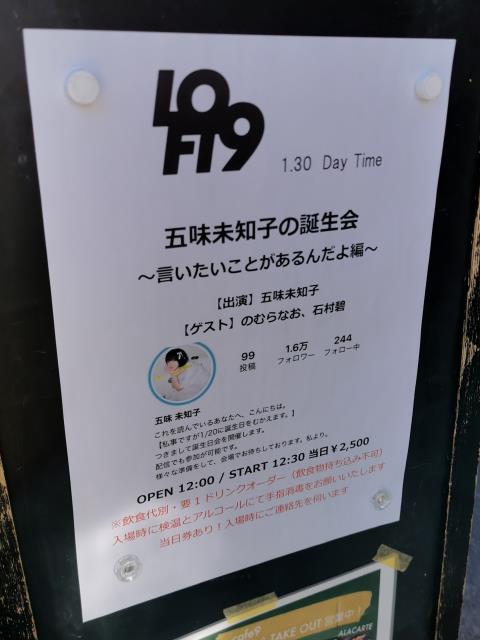 LOFT9
1.30 Day Time
五味未知子の誕生会
～言いたいことがあるんだよ編～
【出演】五味未知子
【ゲスト】のむらなお、石村碧
99 1.6万 244
投稿 フォロワー フォロー中
五味 未知子
これを読んでいるあなたへ、こんにちは。
【私事ですが1/20に誕生日をむかえます。】
つきまして誕生日会を開催します。
配信でも参加が可能です。
様々な準備をして、会場でお待ちしております。私より。
OPEN 12:00 / START 12:30 当日￥2,500
※飲食代別・要1ドリンクオーダー（飲食物持ち込み不可）
入場時に検温とアルコールにて手指消毒をお願いいたします
当日券あり！入場時にご連絡先を伺います
cafe9
TAKE OUT 営業中！
ALACARTE